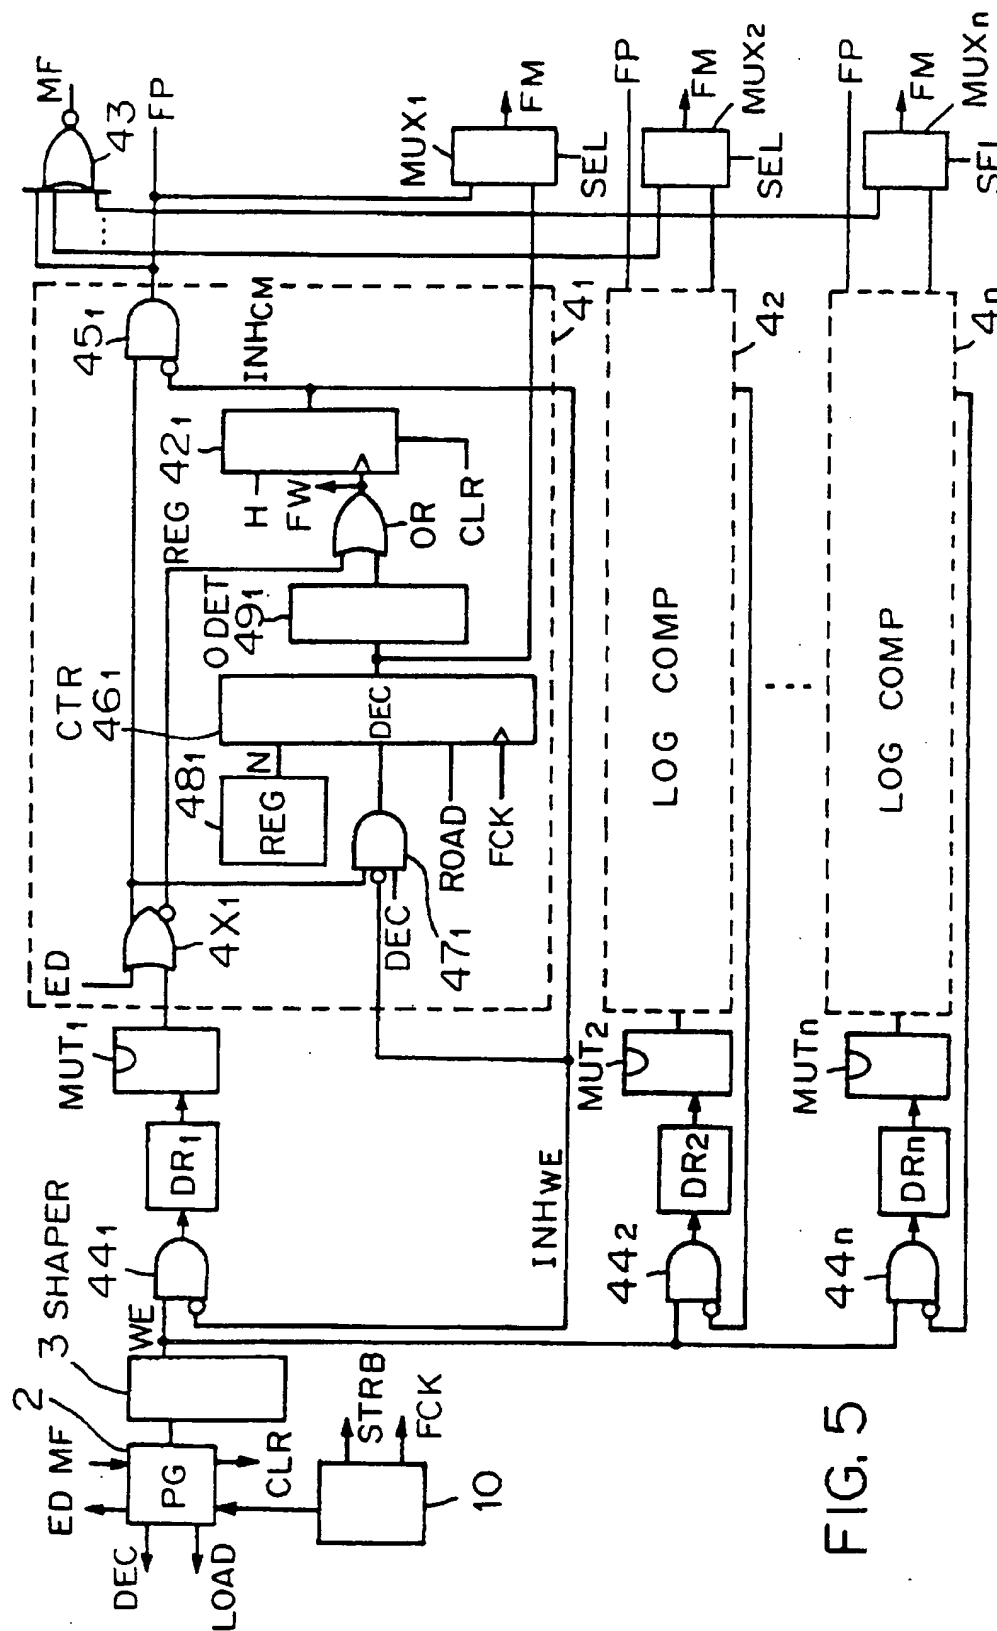 2
3 SHAPER
ED MF
PG
DEC
LOAD
CLR
10
STRB
FCK
WE
44₁
DR₁
MUT₁
ED
4X₁
INHWE
47₁
DEC
ROAD
FCK
48₁
REG
N
CTR
46₁
DEC
O DET
49₁
REG 42₁
H
FW
OR
CLR
INHCM
45₁
4₁
MF
43
FP
MUX₁
FM
SEL
44₂
DR₂
MUT₂
LOG COMP
4₂
FP
FM
MUX₂
SEL
44n
DRn
MUTn
LOG COMP
4n
FP
FM
MUXn
FIG. 5